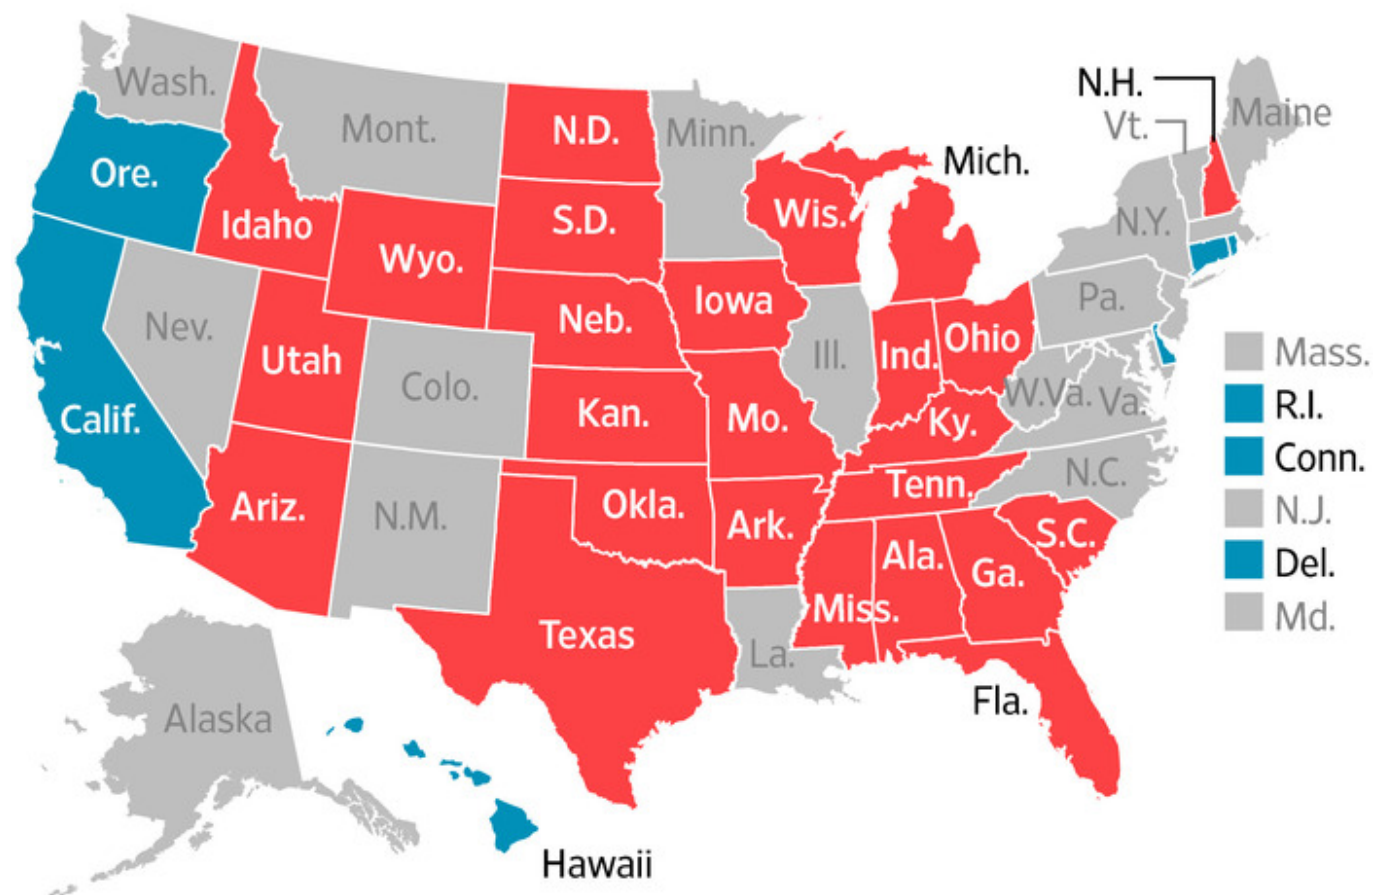 Wash.
Mont.
N.D.
Minn.
N.H.
Vt.
Maine
Ore.
Idaho
S.D.
Wis.
Mich.
N.Y.
Wyo.
Nev.
Neb.
Iowa
Pa.
Utah
Colo.
Ill.
Ind.
Ohio
Calif.
Kan.
Mo.
W.Va.
Va.
Ky.
Ariz.
N.M.
Okla.
Ark.
Tenn.
N.C.
Ala.
Ga.
S.C.
Texas
Miss.
La.
Fla.
Alaska
Hawaii
Mass.
R.I.
Conn.
N.J.
Del.
Md.